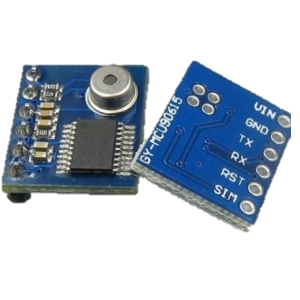 GY-MCU90615
VIN
GND
TX
RX
RST
SIM